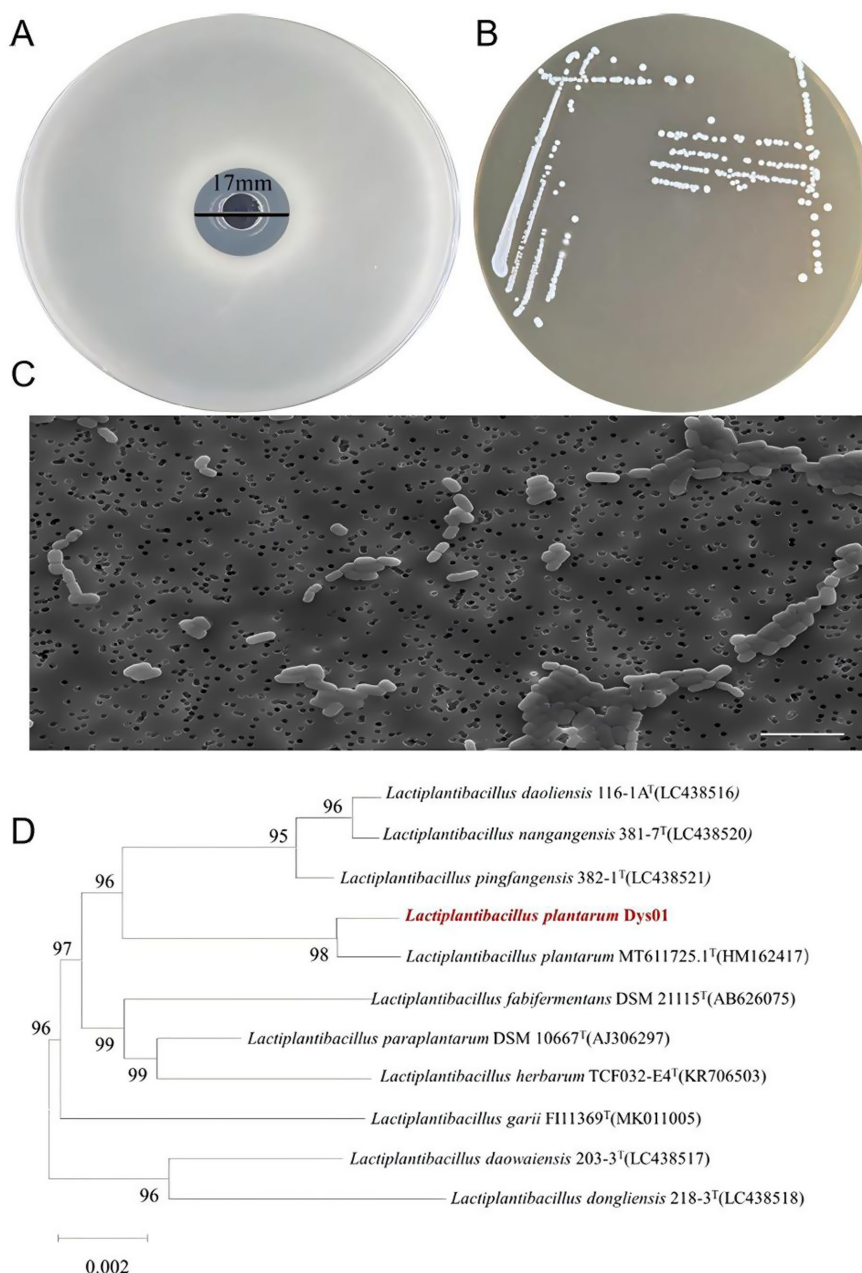 A
B
17mm
C
D
Lactiplantibacillus daoliensis 116-1Aᵀ(LC438516)
96
Lactiplantibacillus nangangensis 381-7ᵀ(LC438520)
95
Lactiplantibacillus pingfangensis 382-1ᵀ(LC438521)
96
Lactiplantibacillus plantarum Dys01
98
Lactiplantibacillus plantarum MT611725.1ᵀ(HM162417)
97
Lactiplantibacillus fabifermentans DSM 21115ᵀ(AB626075)
96
99
Lactiplantibacillus paraplantarum DSM 10667ᵀ(AJ306297)
99
Lactiplantibacillus herbarum TCF032-E4ᵀ(KR706503)
Lactiplantibacillus garii FI11369ᵀ(MK011005)
Lactiplantibacillus daowaiensis 203-3ᵀ(LC438517)
96
Lactiplantibacillus dongliensis 218-3ᵀ(LC438518)
0.002